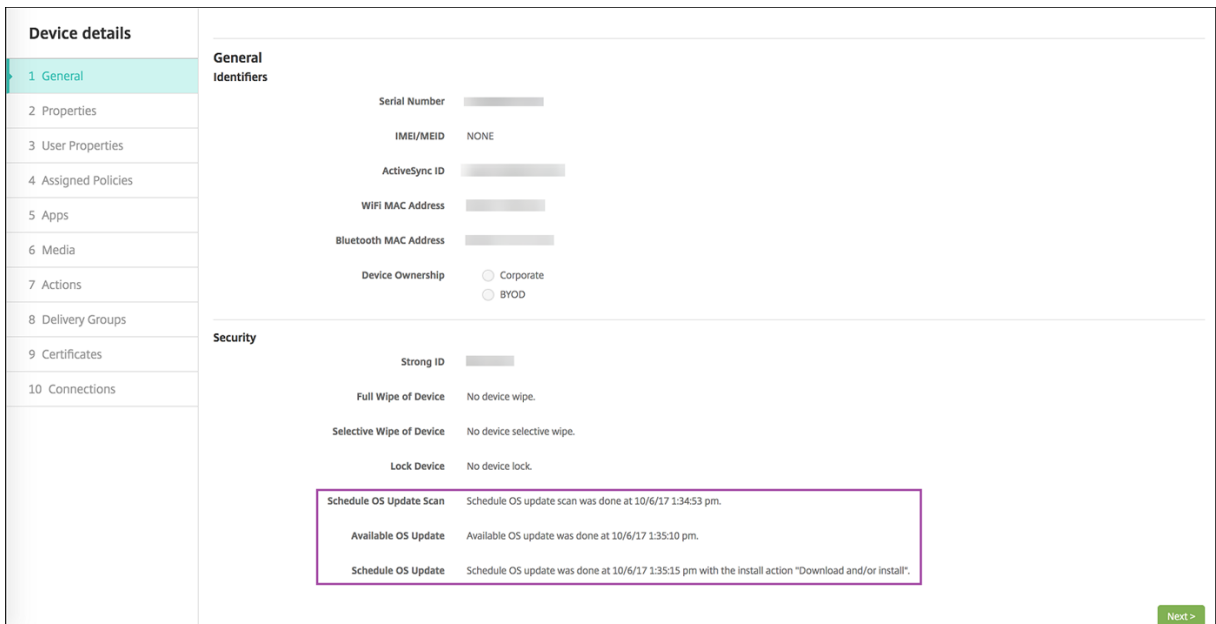 Device details
1 General
2 Properties
3 User Properties
4 Assigned Policies
5 Apps
6 Media
7 Actions
8 Delivery Groups
9 Certificates
10 Connections
General
Identifiers
Serial Number
IMEI/MEID NONE
ActiveSync ID
WiFi MAC Address
Bluetooth MAC Address
Device Ownership Corporate
BYOD
Security
Strong ID
Full Wipe of Device No device wipe.
Selective Wipe of Device No device selective wipe.
Lock Device No device lock.
Schedule OS Update Scan Schedule OS update scan was done at 10/6/17 1:34:53 pm.
Available OS Update Available OS update was done at 10/6/17 1:35:10 pm.
Schedule OS Update Schedule OS update was done at 10/6/17 1:35:15 pm with the install action "Download and/or install".
Next >